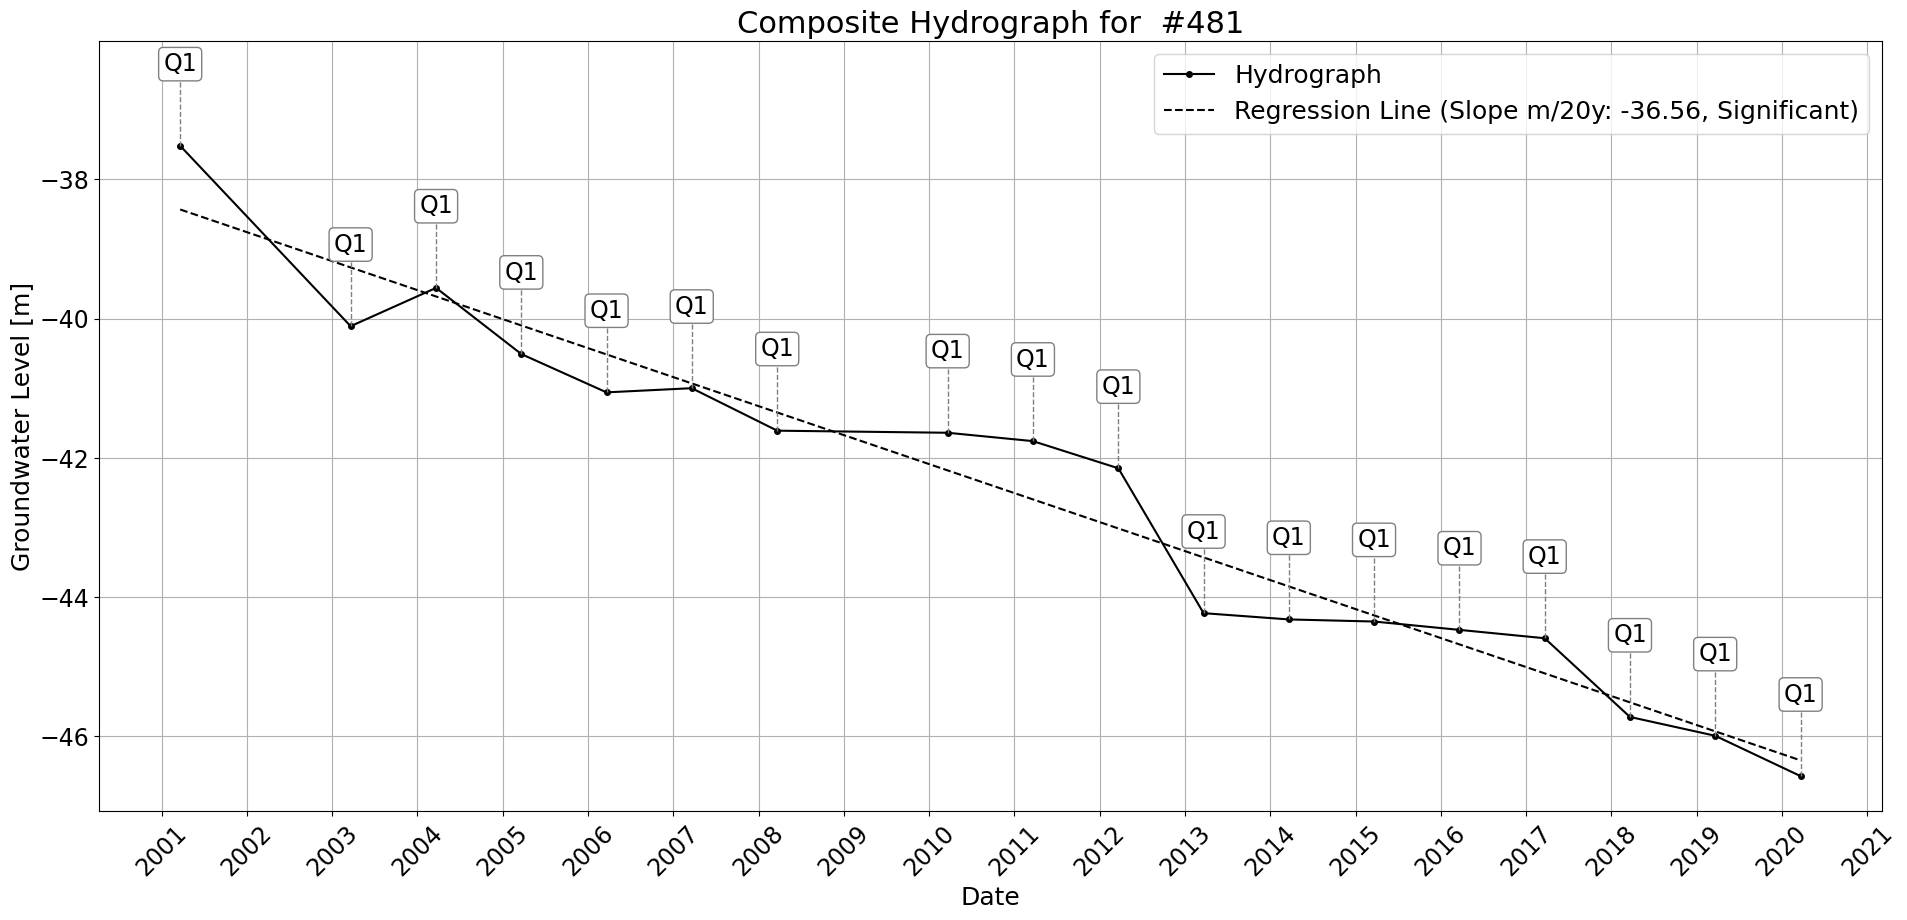 Composite Hydrograph for  #481
Q1
Hydrograph
Regression Line (Slope m/20y: -36.56, Significant)
−38
Q1
Q1
Q1
Q1
Q1
−40
Q1
Q1
Q1
Q1
−42
Q1
Q1
Q1
Q1
Q1
−44
Q1
Q1
Q1
−46
Groundwater Level [m]
2001
2002
2003
2004
2005
2006
2007
2008
2009
2010
2011
2012
2013
2014
2015
2016
2017
2018
2019
2020
2021
Date